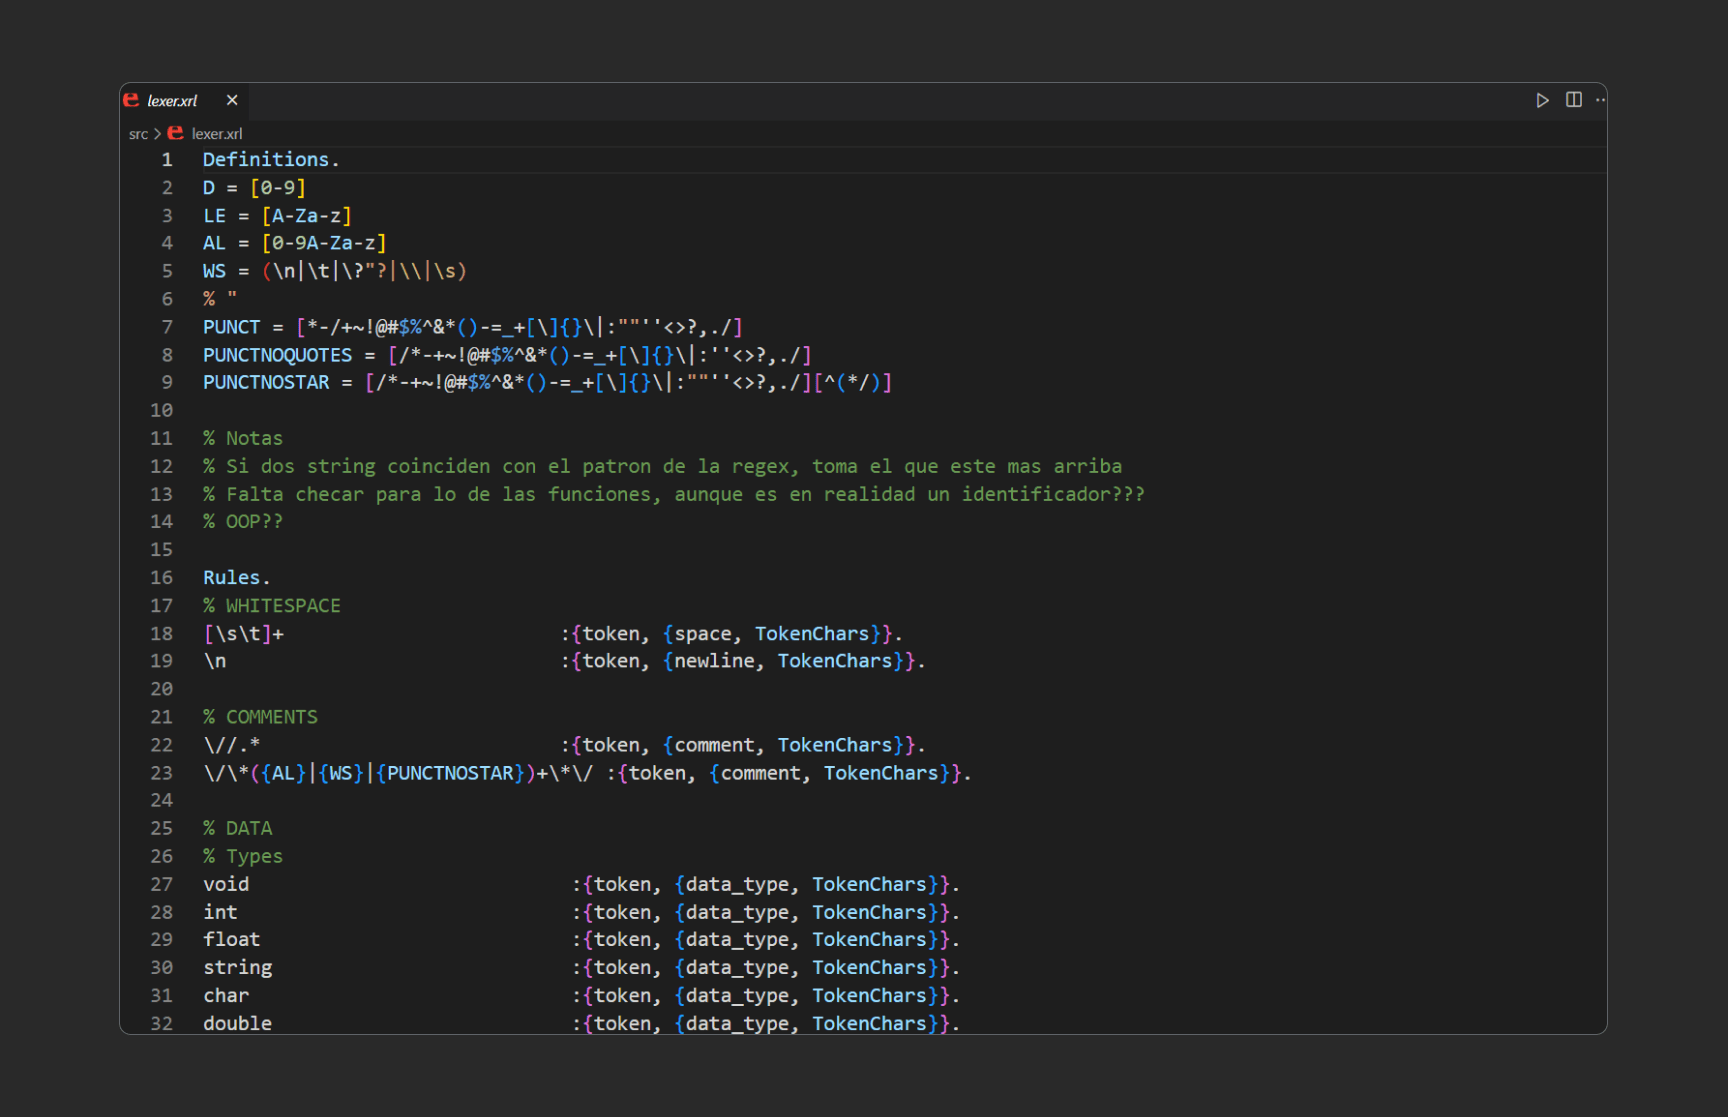 lexer.xrl
src > lexer.xrl
1 Definitions.
2 D = [0-9]
3 LE = [A-Za-z]
4 AL = [0-9A-Za-z]
5 WS = (\n|\t|\?"?|\\|\s)
6 % "
7 PUNCT = [*-/+~!@#$%^&*()-=_+[\]{}\|:""''<>?,./]
8 PUNCTNOQUOTES = [/*-+~!@#$%^&*()-=_+[\]{}\|:''<>?,./]
9 PUNCTNOSTAR = [/*-+~!@#$%^&*()-=_+[\]{}\|:""''<>?,./][^(*/)]
10
11 % Notas
12 % Si dos string coinciden con el patron de la regex, toma el que este mas arriba
13 % Falta checar para lo de las funciones, aunque es en realidad un identificador???
14 % OOP??
15
16 Rules.
17 % WHITESPACE
18 [\s\t]+ :{token, {space, TokenChars}}.
19 \n :{token, {newline, TokenChars}}.
20
21 % COMMENTS
22 \//.* :{token, {comment, TokenChars}}.
23 \/\*({AL}|{WS}|{PUNCTNOSTAR})+\*\/ :{token, {comment, TokenChars}}.
24
25 % DATA
26 % Types
27 void :{token, {data_type, TokenChars}}.
28 int :{token, {data_type, TokenChars}}.
29 float :{token, {data_type, TokenChars}}.
30 string :{token, {data_type, TokenChars}}.
31 char :{token, {data_type, TokenChars}}.
32 double :{token, {data_type, TokenChars}}.